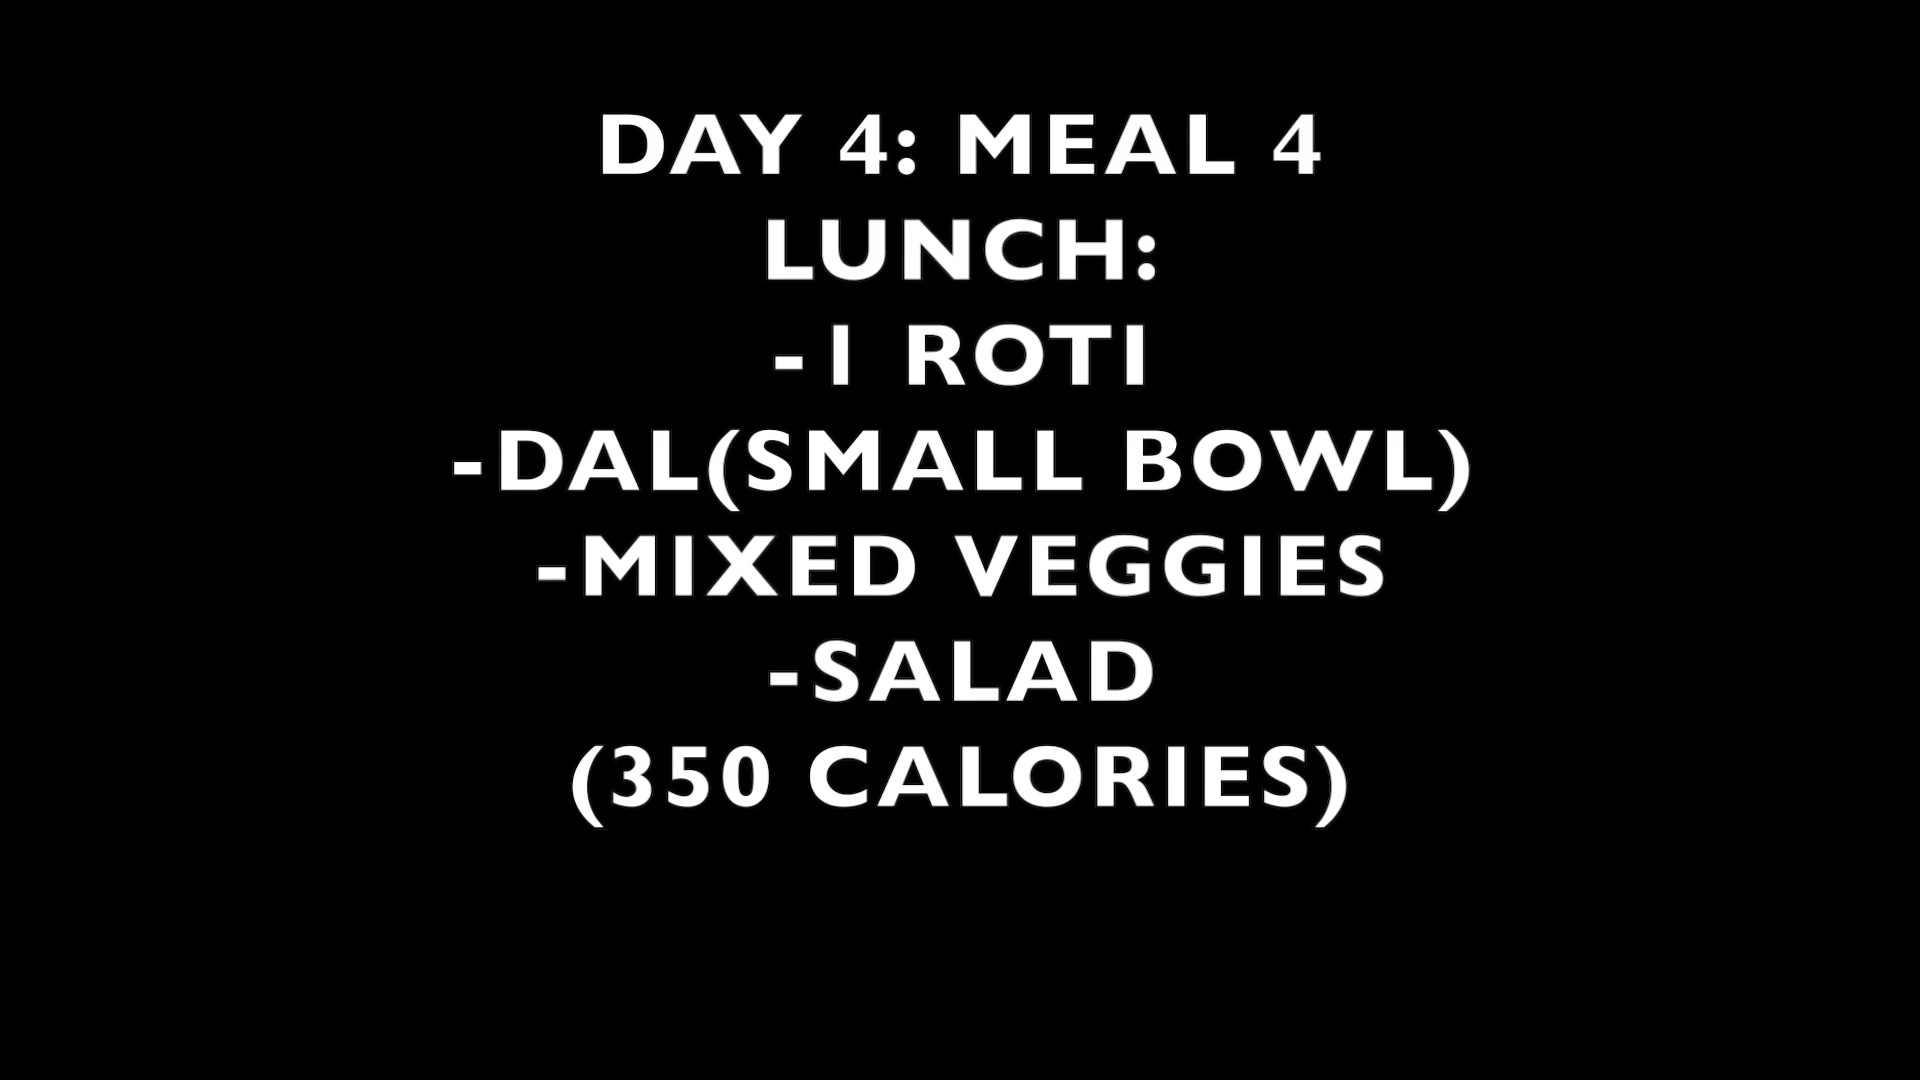 DAY 4: MEAL 4
LUNCH:
-1 ROTI
-DAL(SMALL BOWL)
-MIXED VEGGIES
-SALAD
(350 CALORIES)